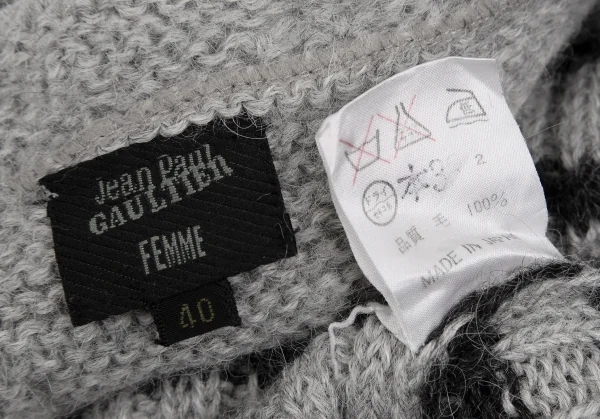 Jean Paul
GAULTIER
FEMME
40
ドライ
2
品質 毛 100%
MADE IN JAPAN